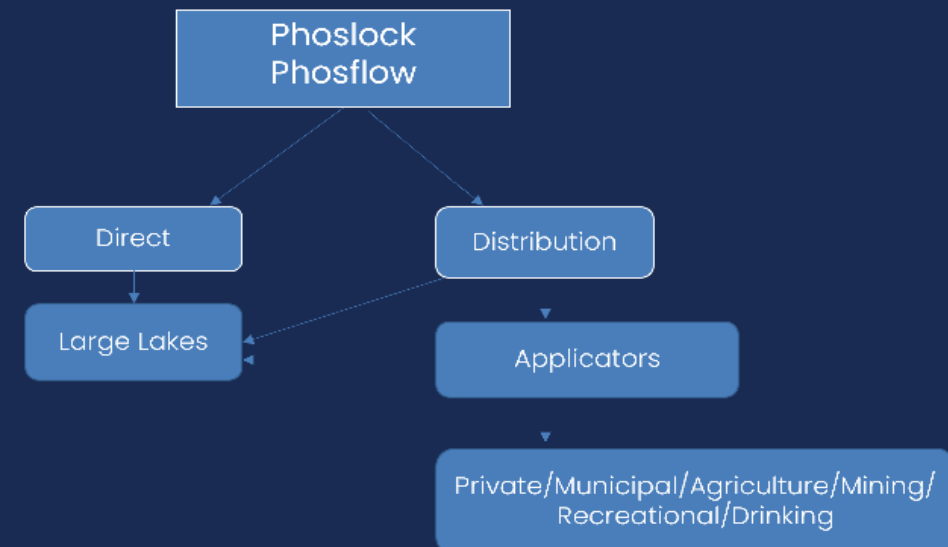 Phoslock
Phosflow
Direct
Distribution
Large Lakes
Applicators
Private/Municipal/Agriculture/Mining/
Recreational/Drinking